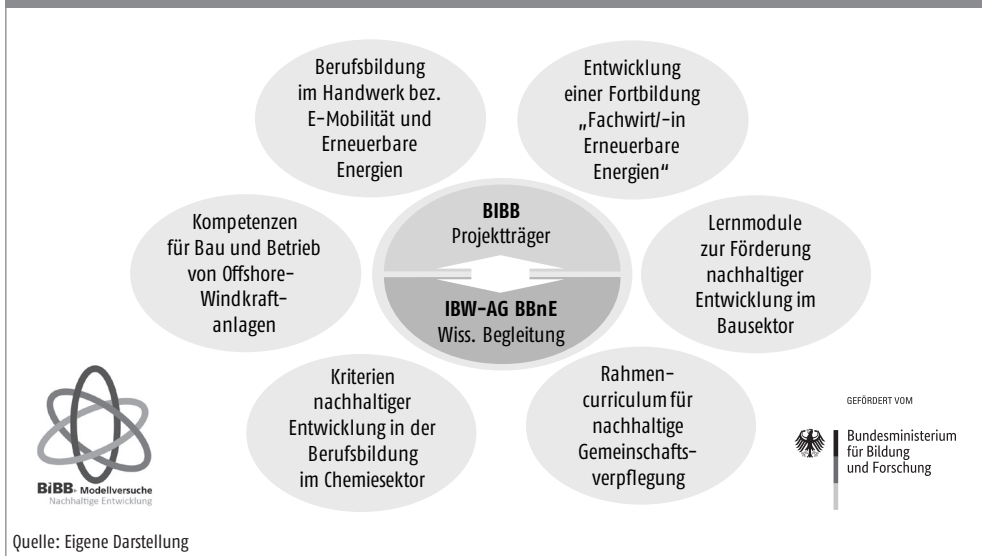 Berufsbildung
im Handwerk bez.
E-Mobilität und
Erneuerbare
Energien
Entwicklung
einer Fortbildung
„Fachwirt/-in
Erneuerbare
Energien“
Kompetenzen
für Bau und Betrieb
von Offshore-
Windkraft-
anlagen
BIBB
Projektträger
IBW-AG BBnE
Wiss. Begleitung
Lernmodule
zur Förderung
nachhaltiger
Entwicklung im
Bausektor
Kriterien
nachhaltiger
Entwicklung in der
Berufsbildung
im Chemiesektor
Rahmen-
curriculum für
nachhaltige
Gemeinschafts-
verpflegung
BiBB- Modellversuche
Nachhaltige Entwicklung
GEFÖRDERT VOM
Bundesministerium
für Bildung
und Forschung
Quelle: Eigene Darstellung